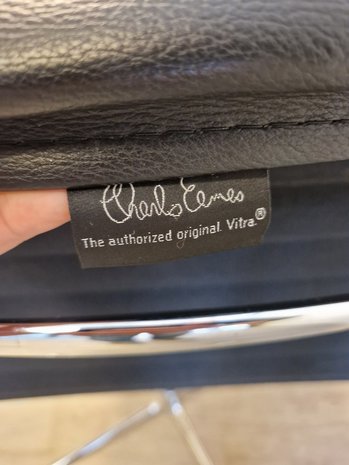 Charles Eames
The authorized original. Vitra.®